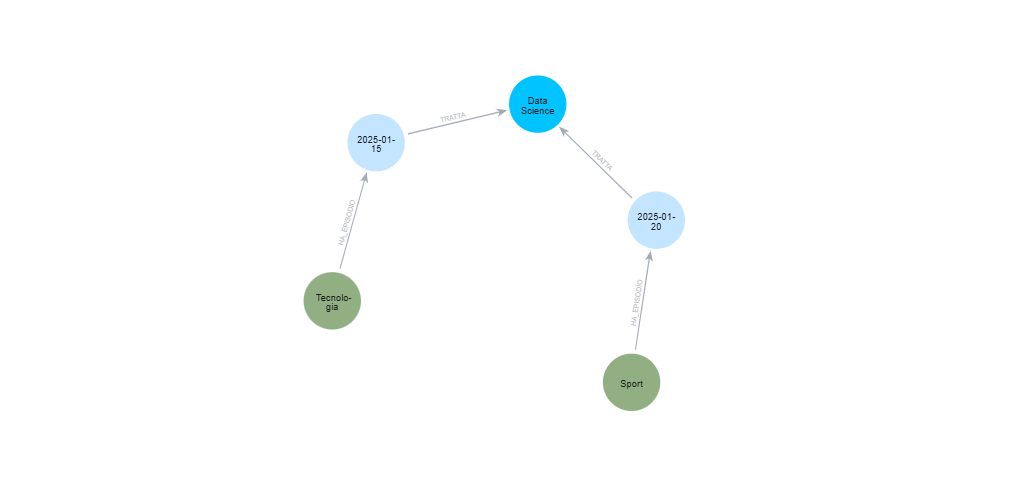 Data
Science
TRATTA
2025-01-
15
TRATTA
HA_EPISODIO
2025-01-
20
Tecnolo-
gia
HA_EPISODIO
Sport